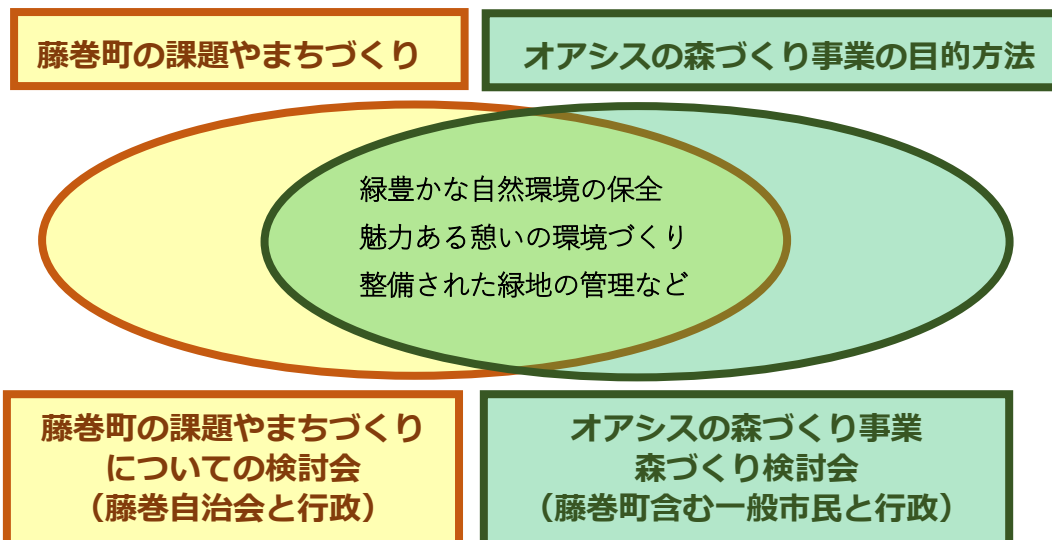 藤巻町の課題やまちづくり
オアシスの森づくり事業の目的方法
緑豊かな自然環境の保全
魅力ある憩いの環境づくり
整備された緑地の管理など
藤巻町の課題やまちづくり
についての検討会
（藤巻自治会と行政）
オアシスの森づくり事業
森づくり検討会
（藤巻町含む一般市民と行政）